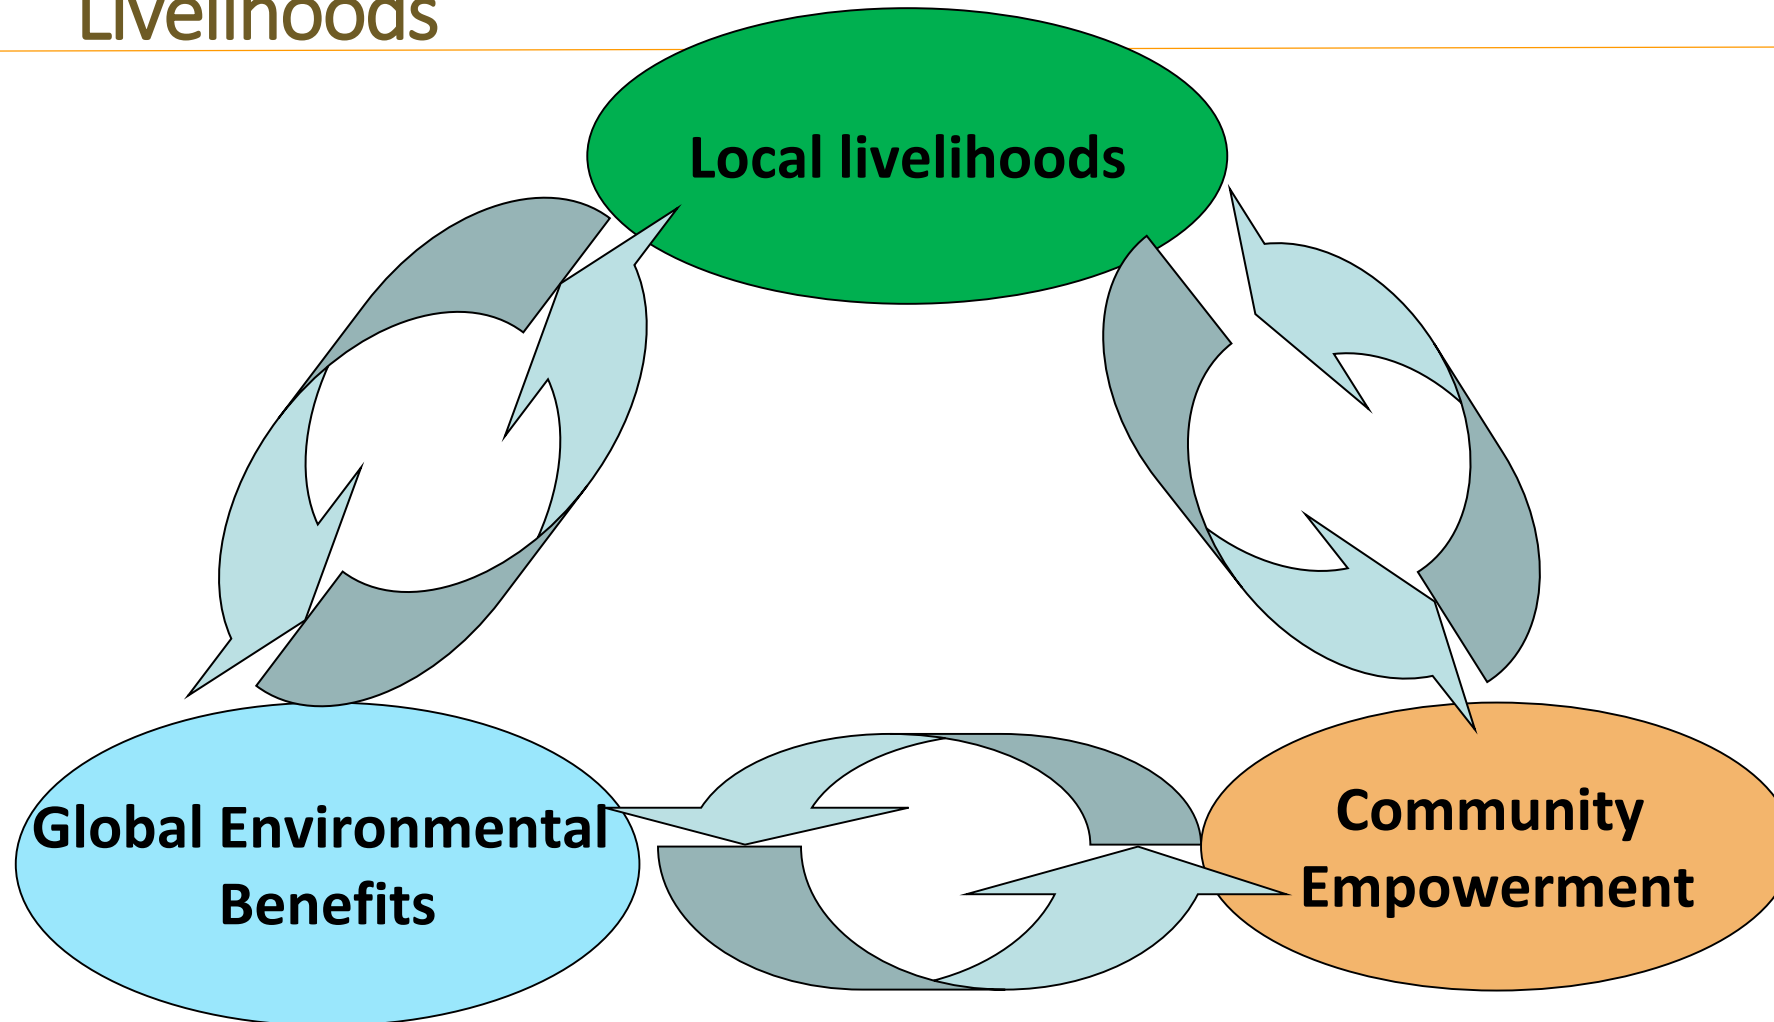 Livelihoods
Local livelihoods
Global Environmental
Benefits
Community
Empowerment